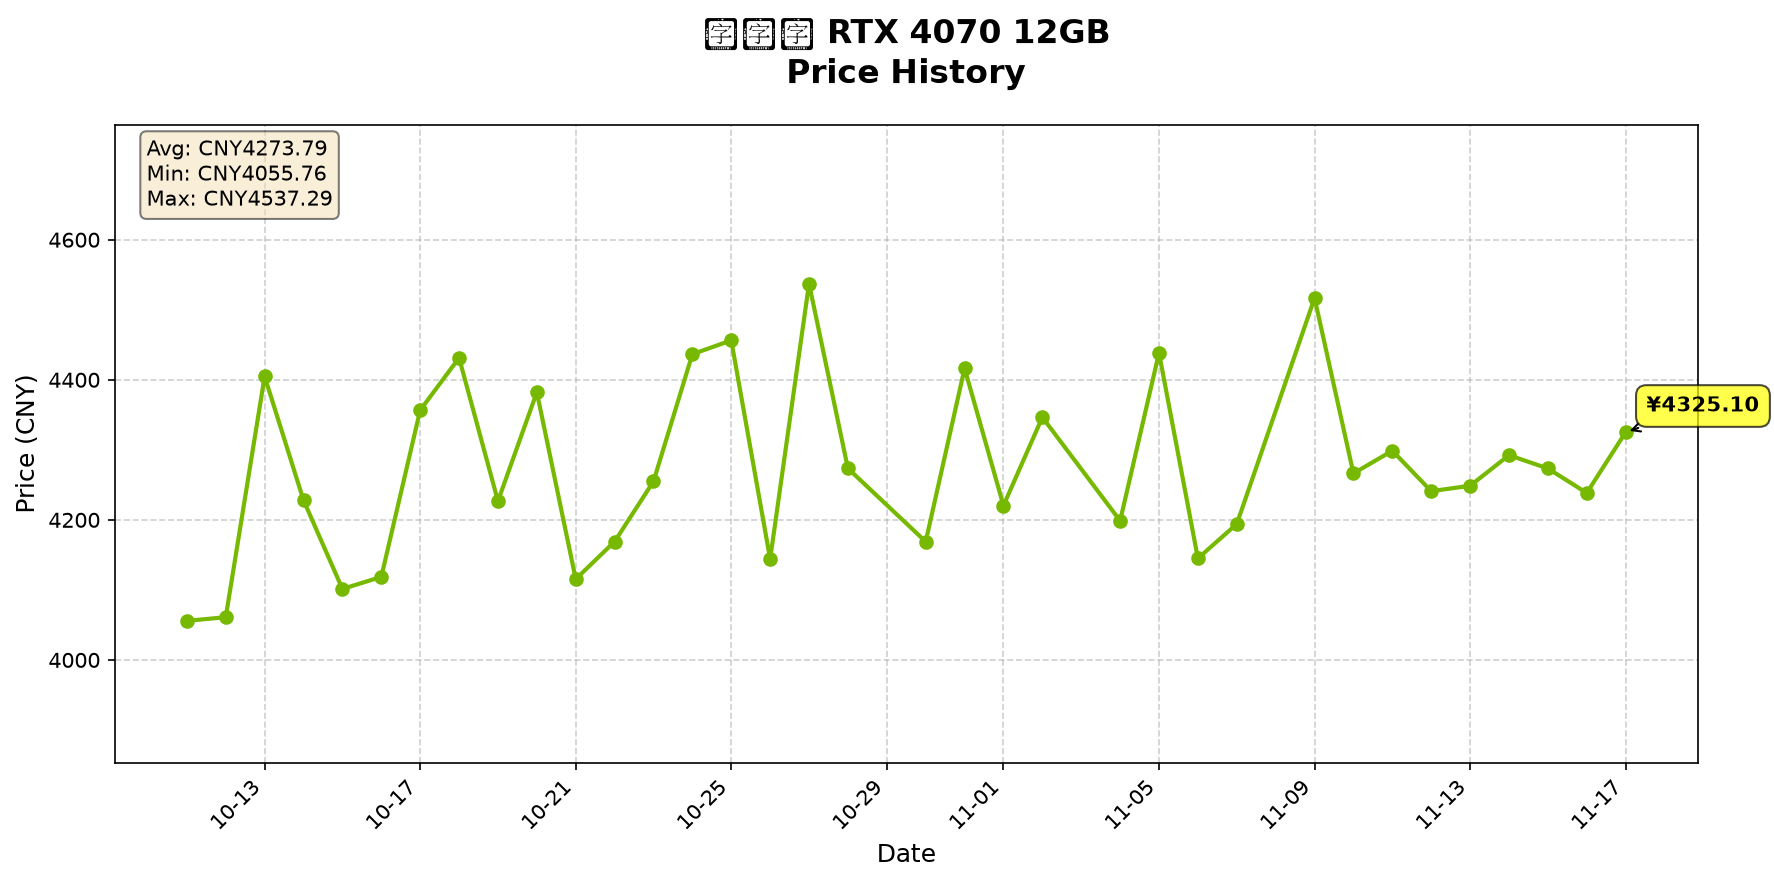 RTX 4070 12GB
Price History
Avg: CNY4273.79
Min: CNY4055.76
Max: CNY4537.29
Price (CNY)
4600
4400
4200
4000
¥4325.10
10-13
10-17
10-21
10-25
10-29
11-01
11-05
11-09
11-13
11-17
Date